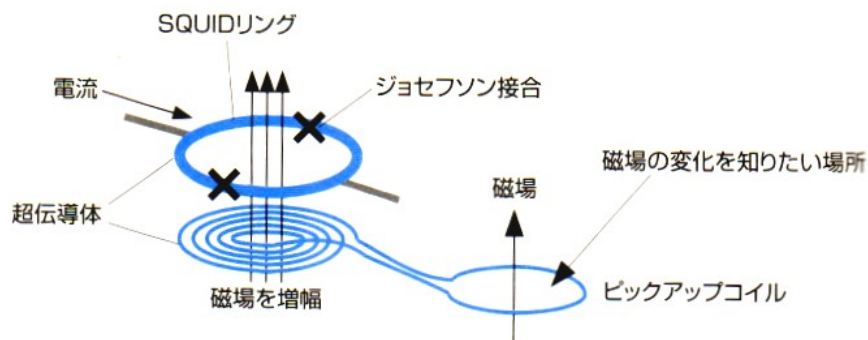 SQUIDリング
電流
ジョセフソン接合
磁場の変化を知りたい場所
磁場
超伝導体
磁場を増幅
ピックアップコイル